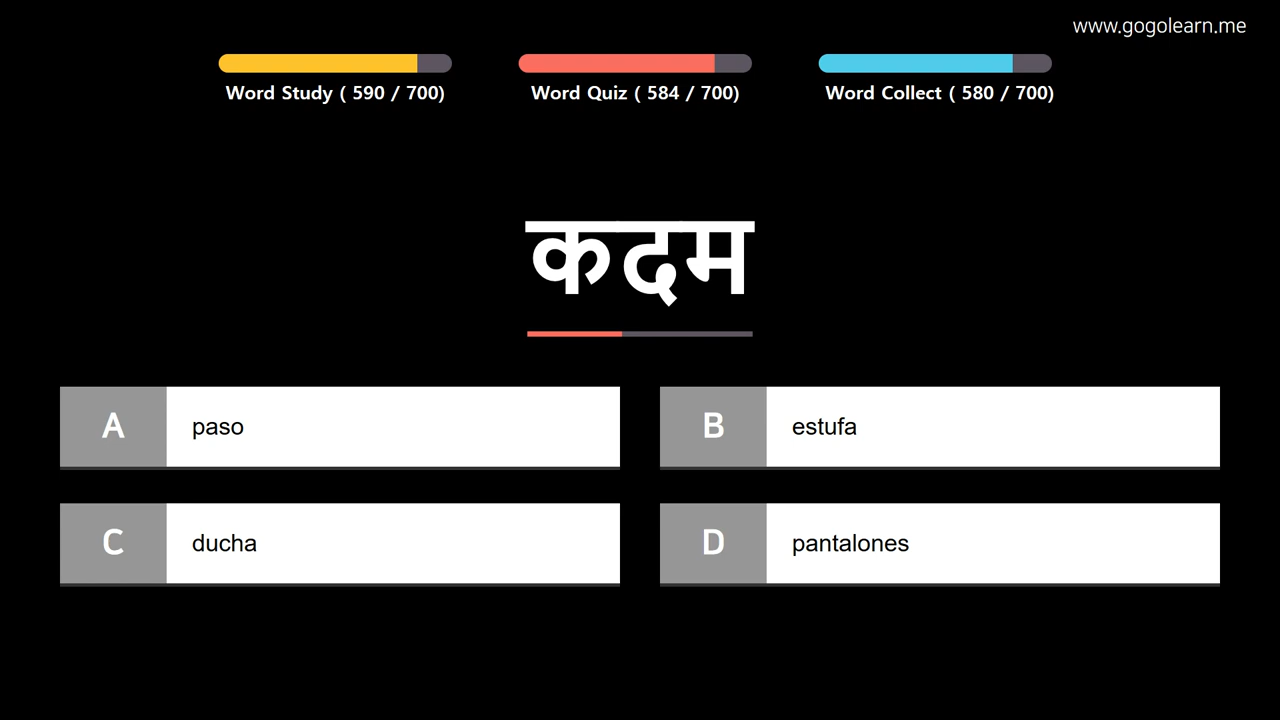 www.gogolearn.me
Word Study ( 590 / 700)
Word Quiz ( 584 / 700)
Word Collect ( 580 / 700)
कदम
A
paso
B
estufa
C
ducha
D
pantalones